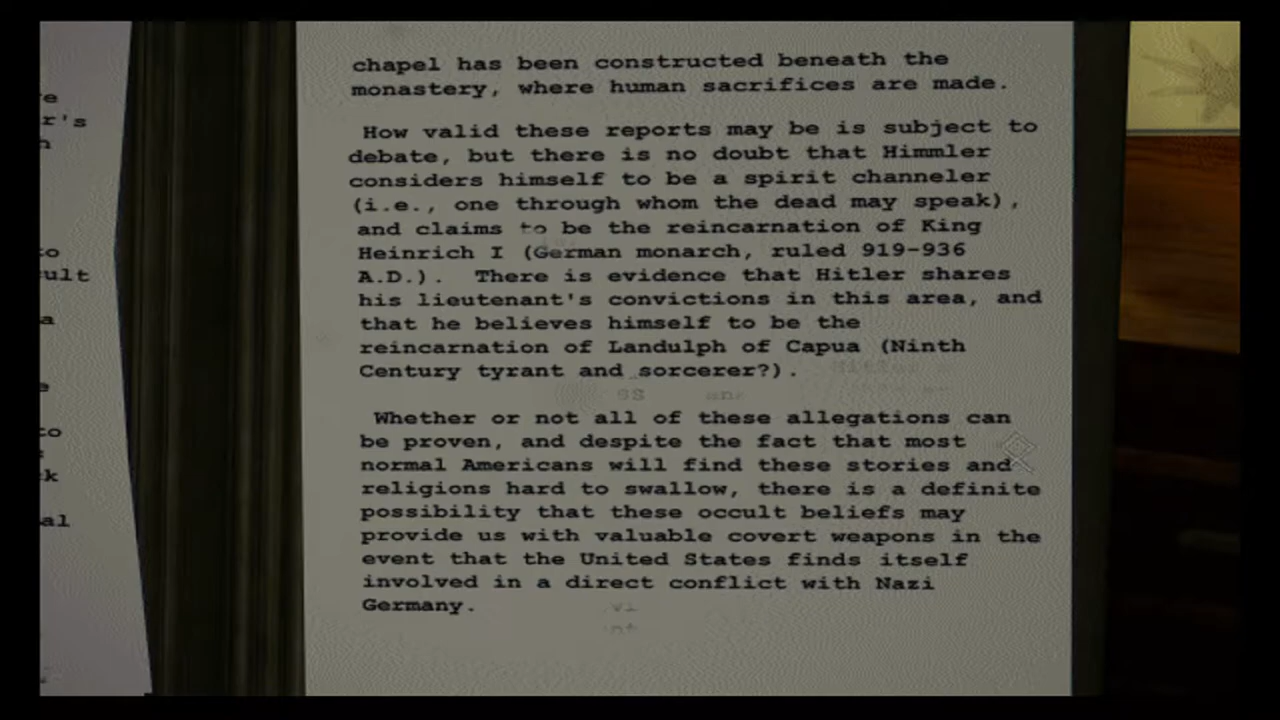 chapel has been constructed beneath the
monastery, where human sacrifices are made.
How valid these reports may be is subject to
debate, but there is no doubt that Himmler
considers himself to be a spirit channeler
(i.e., one through whom the dead may speak),
and claims to be the reincarnation of King
Heinrich I (German monarch, ruled 919-936
A.D.). There is evidence that Hitler shares
his lieutenant's convictions in this area, and
that he believes himself to be the
reincarnation of Landulph of Capua (Ninth
Century tyrant and sorcerer?).
Whether or not all of these allegations can
be proven, and despite the fact that most
normal Americans will find these stories and
religions hard to swallow, there is a definite
possibility that these occult beliefs may
provide us with valuable covert weapons in the
event that the United States finds itself
involved in a direct conflict with Nazi
Germany.